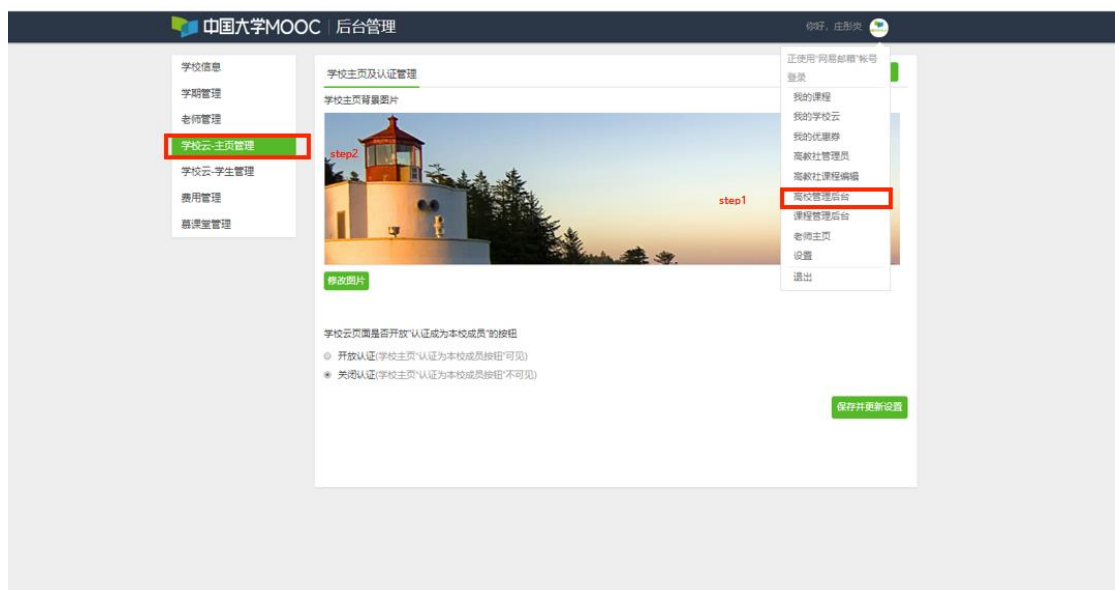 中国大学MOOC 后台管理
你好，庄彤类
学校信息
学期管理
老师管理
学校云-主页管理
学校云-学生管理
费用管理
慕课堂管理
学校主页及认证管理
学校主页背景图片
step2
step1
修改图片
学校云页面是否开放"认证成为本校成员"的按钮
开放认证(学校主页"认证为本校成员按钮"可见)
关闭认证(学校主页"认证为本校成员按钮"不可见)
保存并更新设置
正使用"网易邮箱"帐号
登录
我的课程
我的学校云
我的优惠券
高教社管理员
高教社课程编辑
高校管理后台
课程管理后台
老师主页
设置
退出